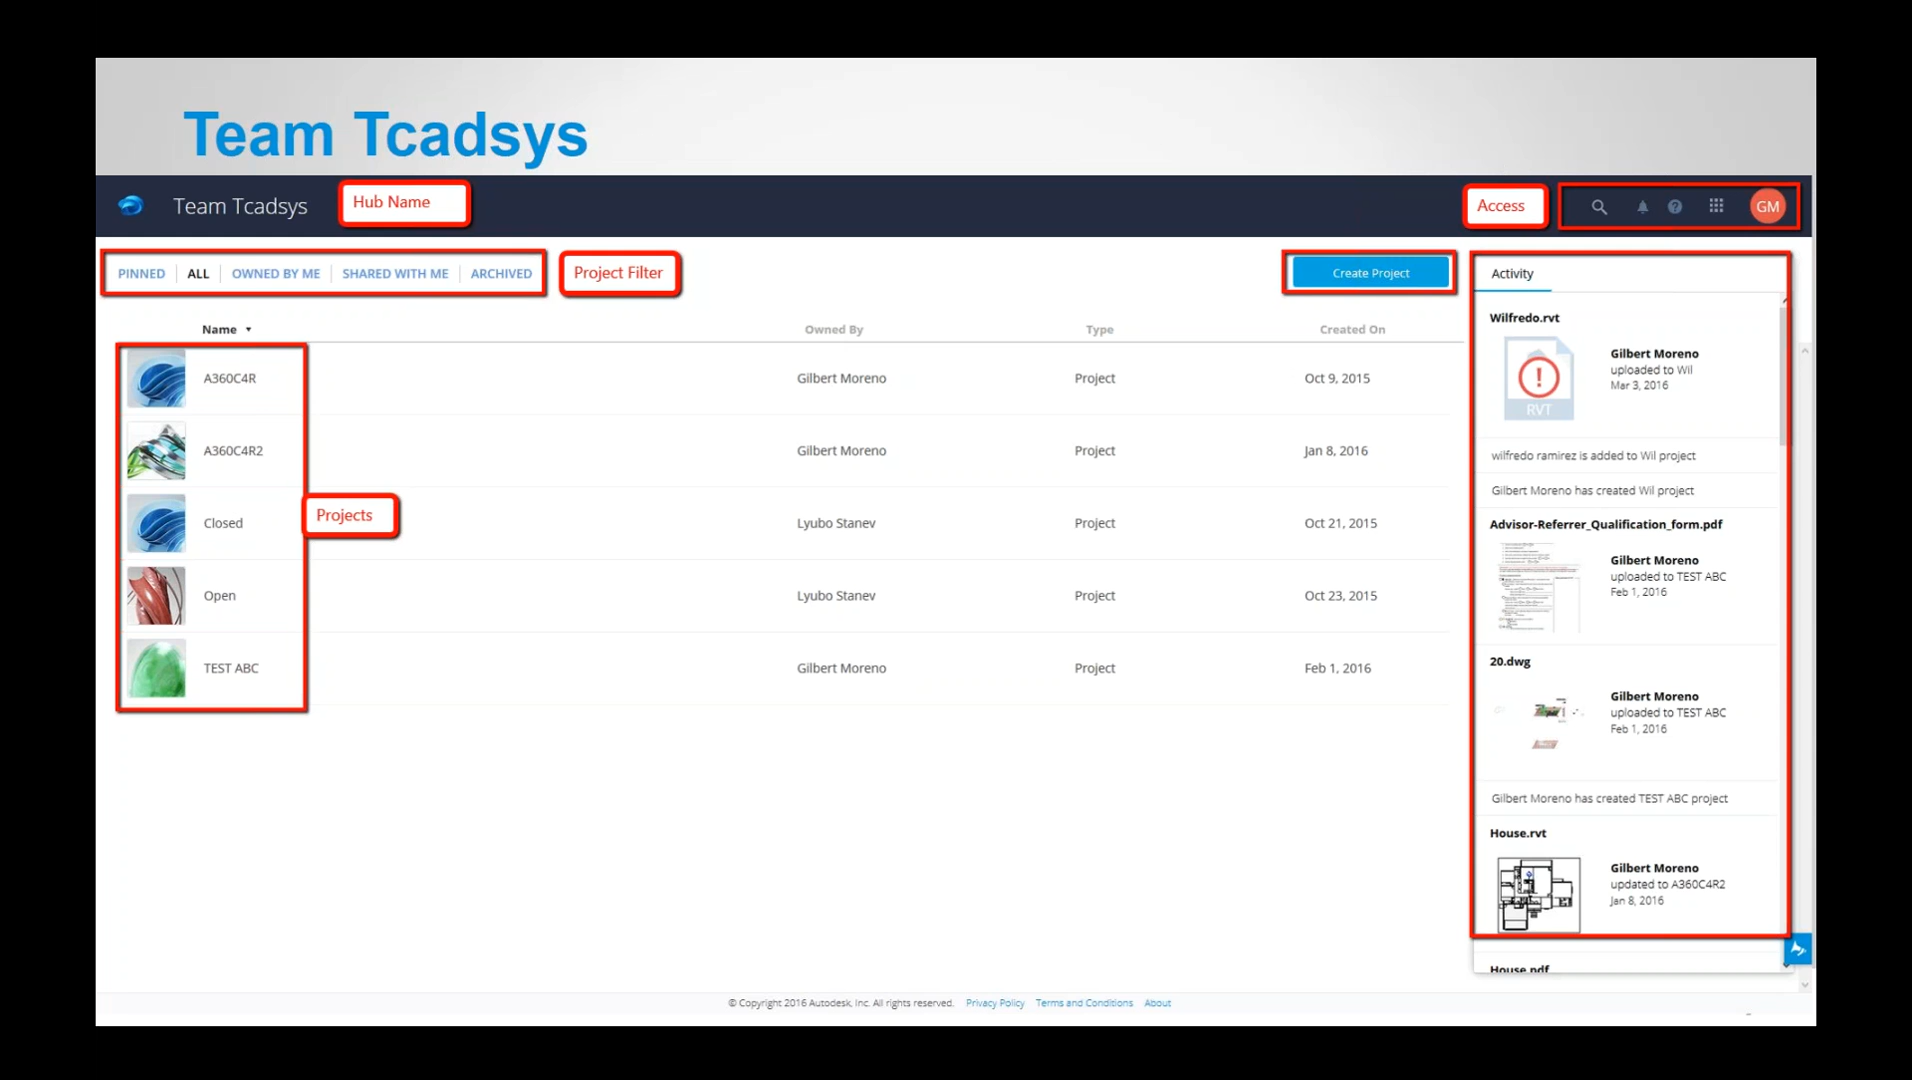 Team Tcadsys
Team Tcadsys
Hub Name
Access
GM
PINNED ALL OWNED BY ME SHARED WITH ME ARCHIVED
Project Filter
Create Project
Activity
Name Owned By Type Created On
A360C4R Gilbert Moreno Project Oct 9, 2015
A360C4R2 Gilbert Moreno Project Jan 8, 2016
Closed Lyubo Stanev Project Oct 21, 2015
Projects
Open Lyubo Stanev Project Oct 23, 2015
TEST ABC Gilbert Moreno Project Feb 1, 2016
Wilfredo.rvt
RVT
Gilbert Moreno
uploaded to Wil
Mar 3, 2016
wilfredo ramirez is added to Wil project
Gilbert Moreno has created Wil project
Advisor-Referrer_Qualification_form.pdf
Gilbert Moreno
uploaded to TEST ABC
Feb 1, 2016
20.dwg
Gilbert Moreno
uploaded to TEST ABC
Feb 1, 2016
Gilbert Moreno has created TEST ABC project
House.rvt
Gilbert Moreno
updated to A360C4R2
Jan 8, 2016
House.pdf
© Copyright 2016 Autodesk, Inc. All rights reserved. Privacy Policy Terms and Conditions About